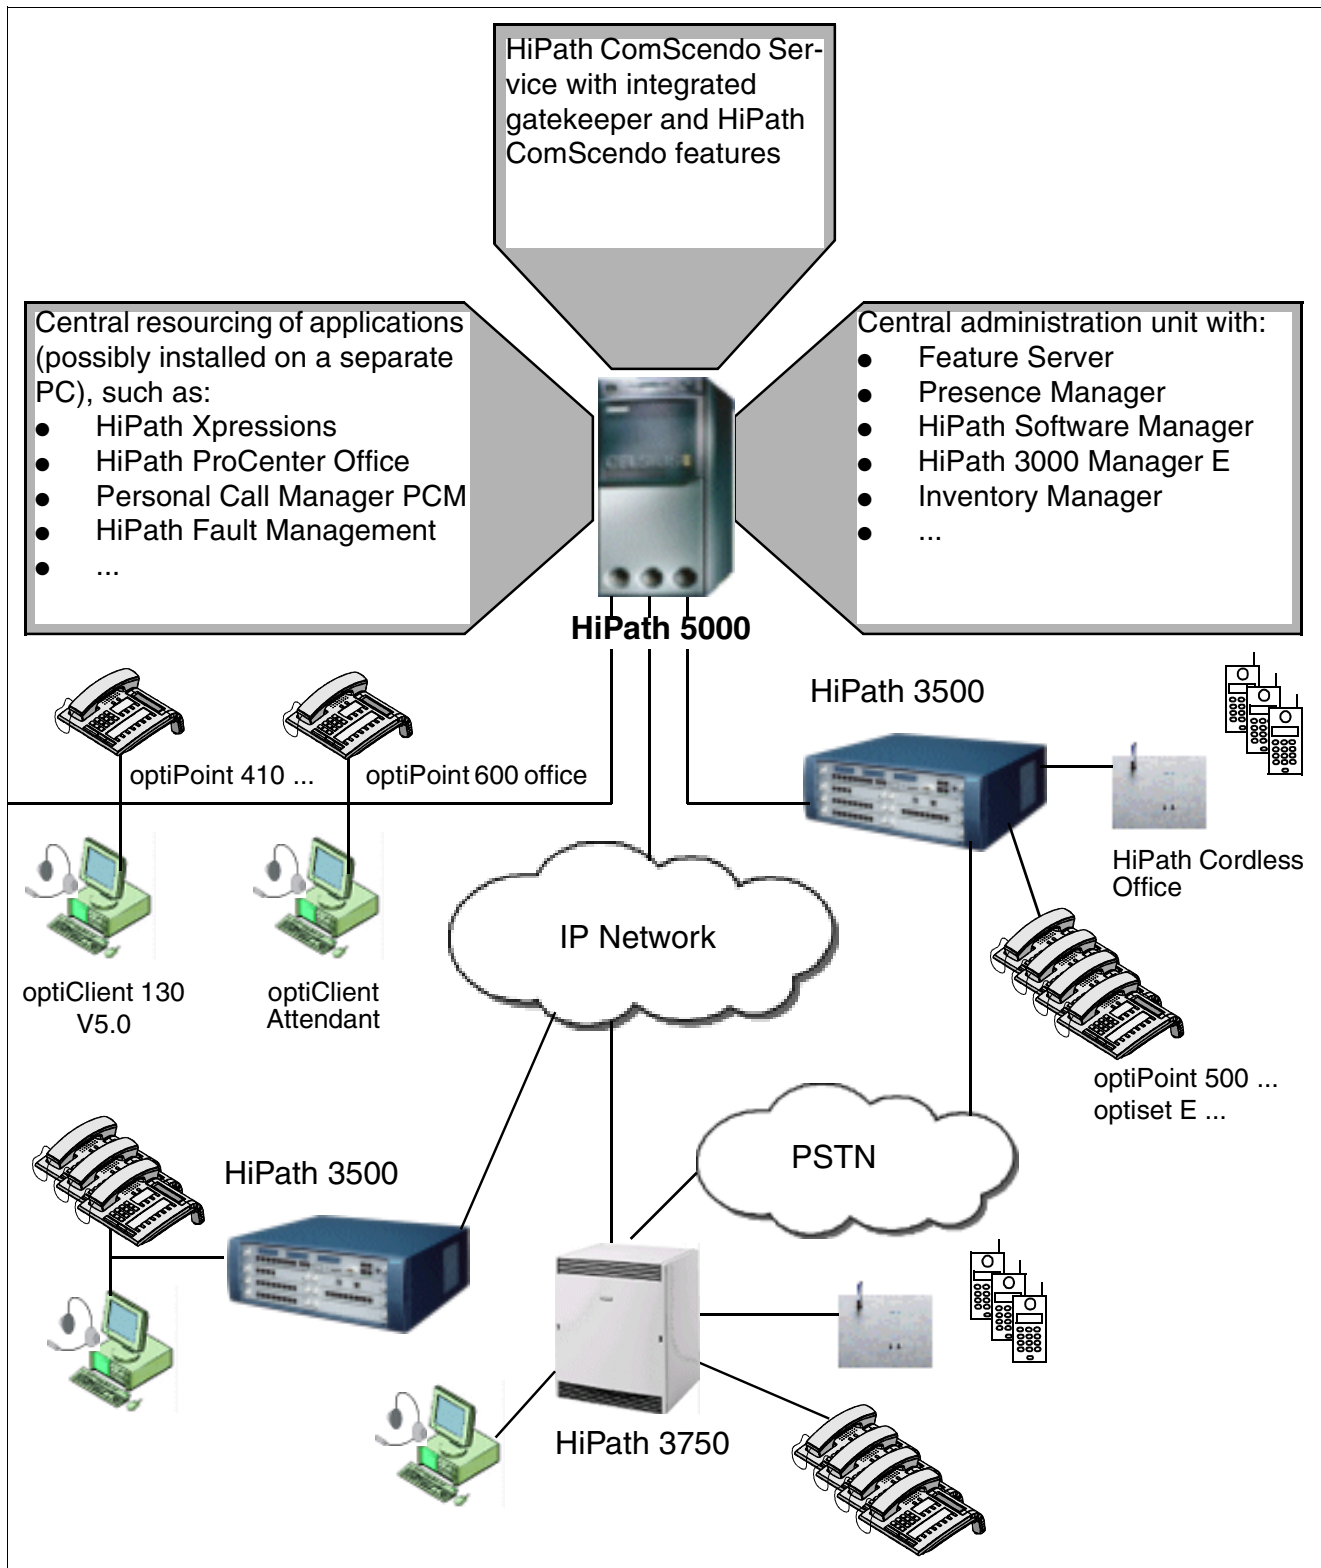 HiPath ComScendo Ser-
vice with integrated
gatekeeper and HiPath
ComScendo features
Central resourcing of applications
(possibly installed on a separate
PC), such as:
● HiPath Xpressions
● HiPath ProCenter Office
● Personal Call Manager PCM
● HiPath Fault Management
● ...
Central administration unit with:
● Feature Server
● Presence Manager
● HiPath Software Manager
● HiPath 3000 Manager E
● Inventory Manager
● ...
CELSIUS
HiPath 5000
HiPath 3500
optiPoint 410 ...
optiPoint 600 office
HiPath Cordless
Office
IP Network
optiClient 130
V5.0
optiClient
Attendant
optiPoint 500 ...
optiset E ...
PSTN
HiPath 3500
HiPath 3750